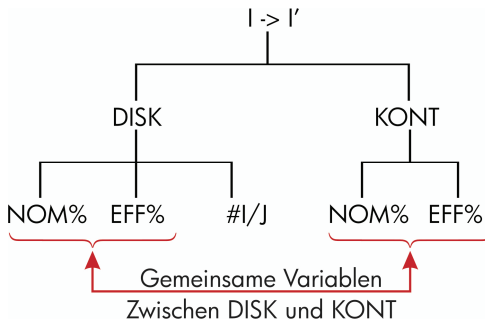 I -> I’
DISK KONT
NOM% EFF% #I/J NOM% EFF%
Gemeinsame Variablen
Zwischen DISK und KONT